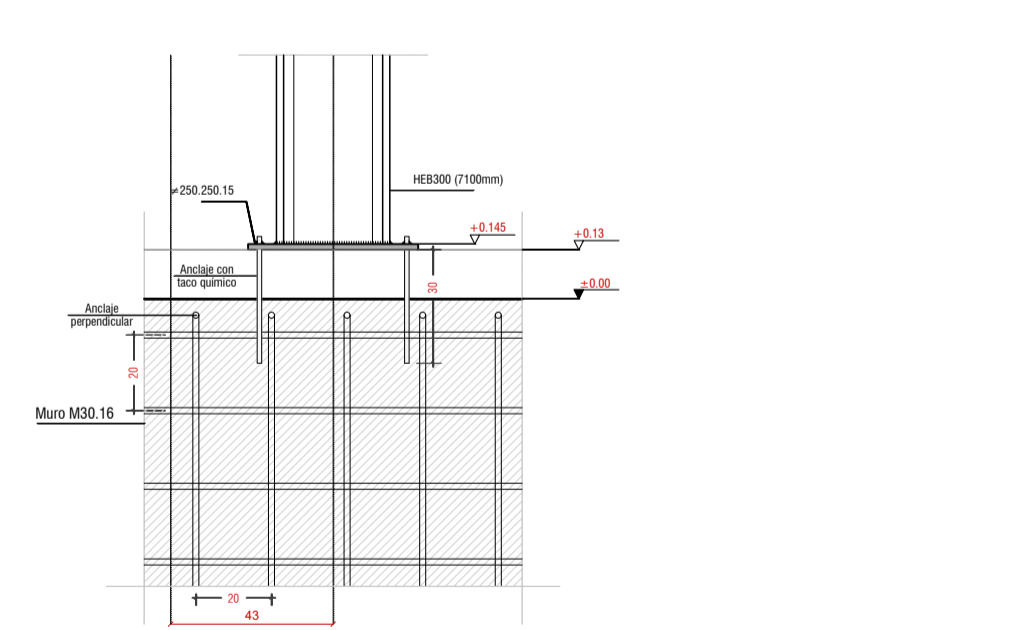 ≠250.250.15
HEB300 (7100mm)
+0.145
+0.13
Anclaje con
taco químico
30
±0.00
Anclaje
perpendicular
20
Muro M30.16
20
43